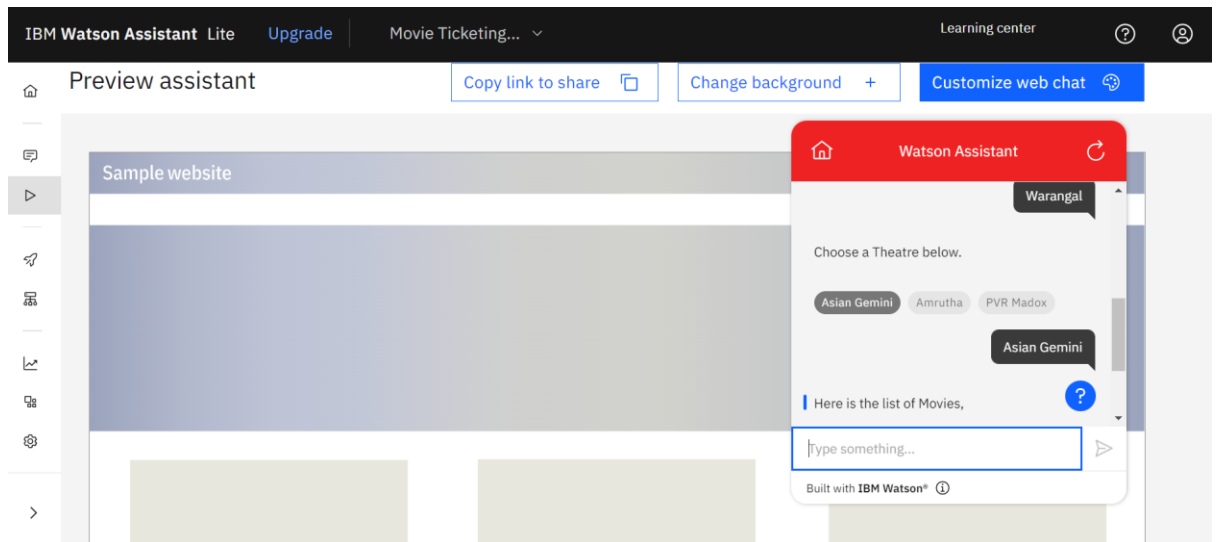 IBM Watson Assistant Lite Upgrade Movie Ticketing... Learning center
Preview assistant Copy link to share Change background + Customize web chat
Sample website
Watson Assistant
Warangal
Choose a Theatre below.
Asian Gemini Amrutha PVR Madox
Asian Gemini
Here is the list of Movies,
?
Type something...
Built with IBM Watson®